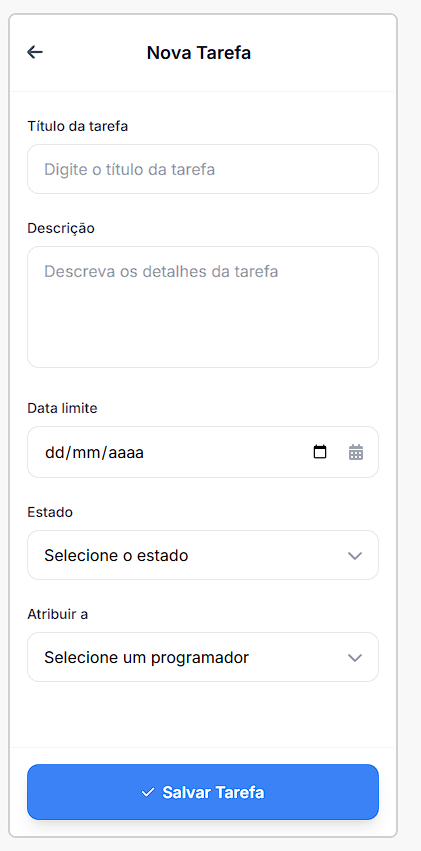 Nova Tarefa
Título da tarefa
Digite o título da tarefa
Descrição
Descreva os detalhes da tarefa
Data limite
dd/mm/aaaa
Estado
Selecione o estado
Atribuir a
Selecione um programador
Salvar Tarefa